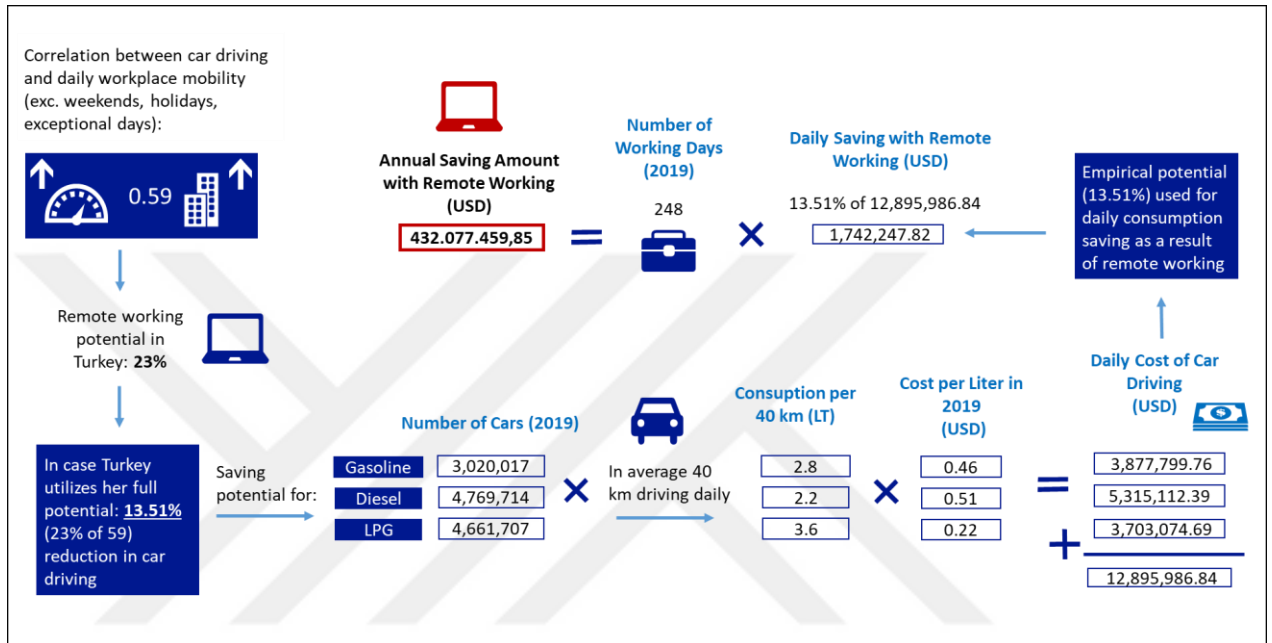 Correlation between car driving
and daily workplace mobility
(exc. weekends, holidays,
exceptional days):
0.59
Remote working
potential in
Turkey: 23%
In case Turkey
utilizes her full
potential: 13.51%
(23% of 59)
reduction in car
driving
Saving
potential for:
Number of Cars (2019)
Gasoline 3,020,017
Diesel 4,769,714
LPG 4,661,707
×
In average 40
km driving daily
Consuption per
40 km (LT)
2.8
2.2
3.6
×
Cost per Liter in
2019
(USD)
0.46
0.51
0.22
=
Daily Cost of Car
Driving
(USD)
$
3,877,799.76
5,315,112.39
3,703,074.69
+
12,895,986.84
Empirical potential
(13.51%) used for
daily consumption
saving as a result
of remote working
Daily Saving with Remote
Working (USD)
13.51% of 12,895,986.84
1,742,247.82
×
Number of
Working Days
(2019)
248
=
Annual Saving Amount
with Remote Working
(USD)
432.077.459,85